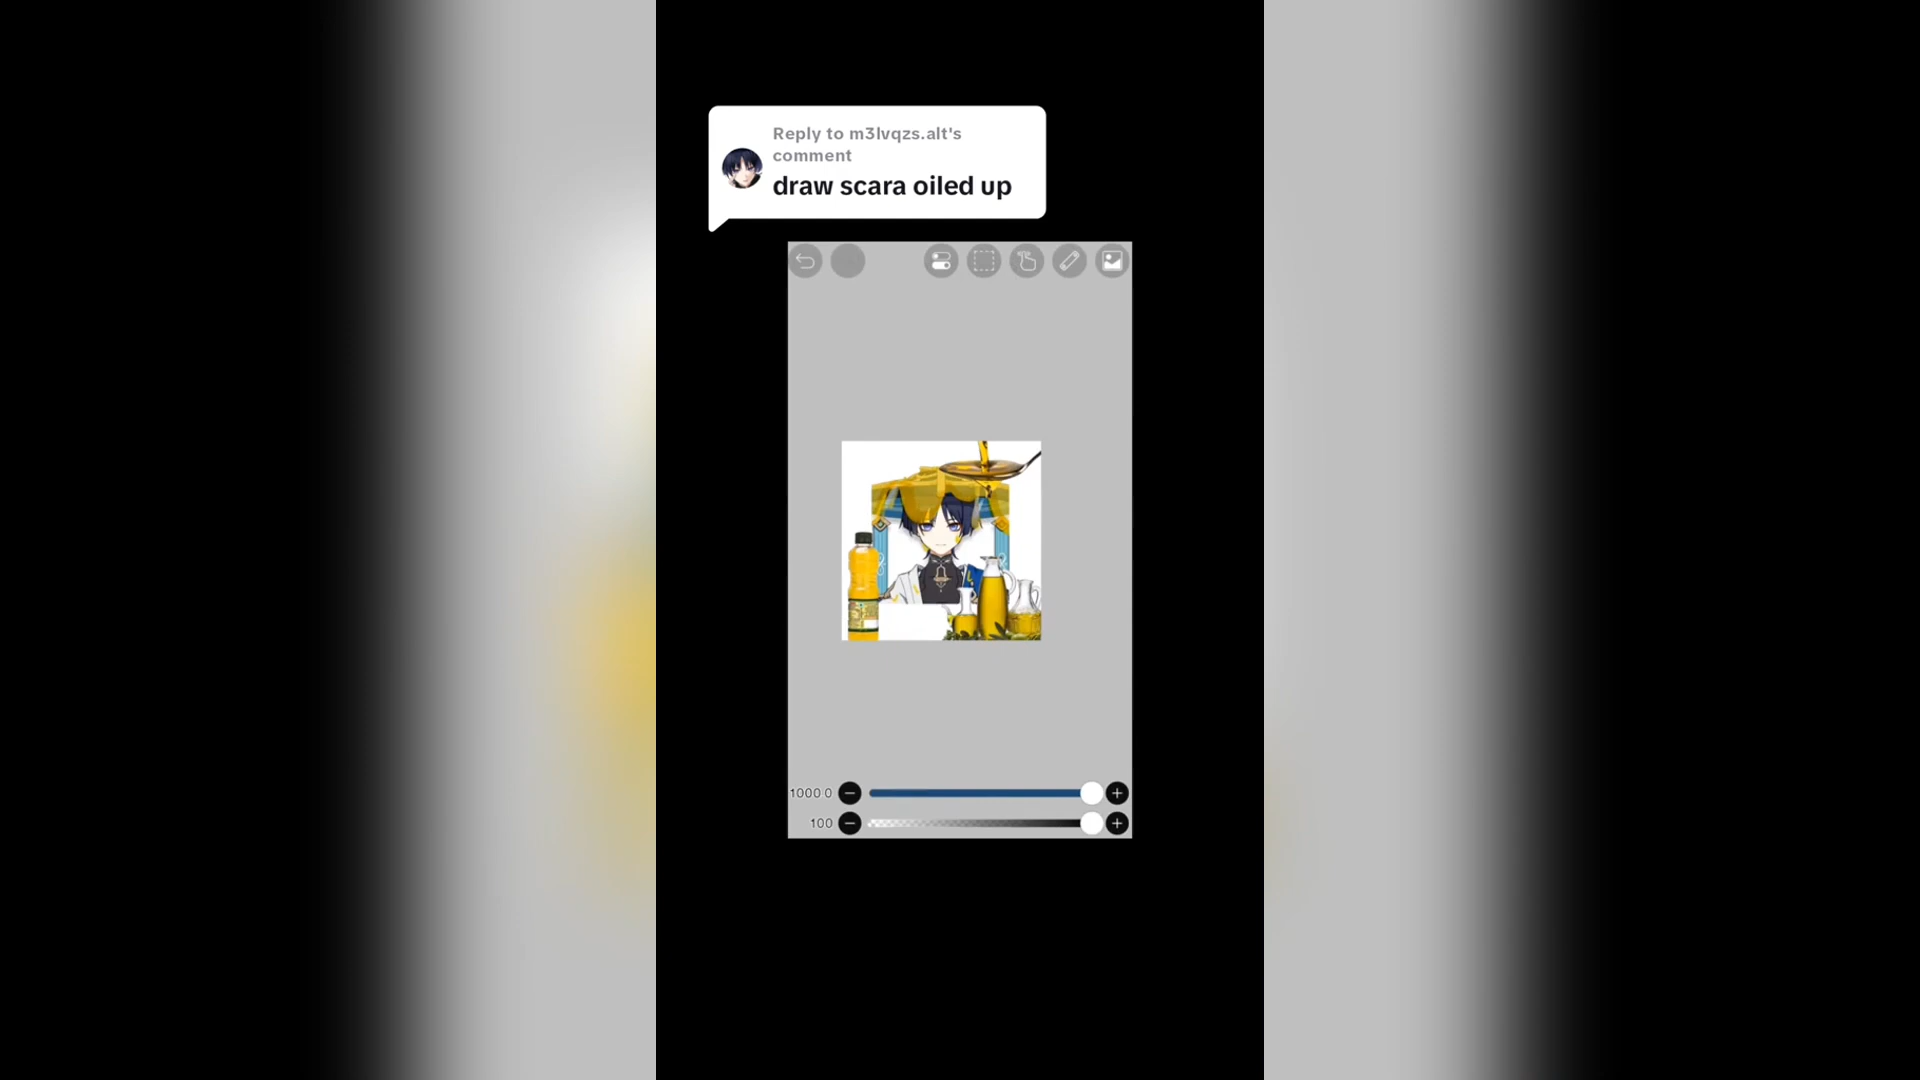 Reply to m3lvqzs.alt's
comment
draw scara oiled up
1000.0
100